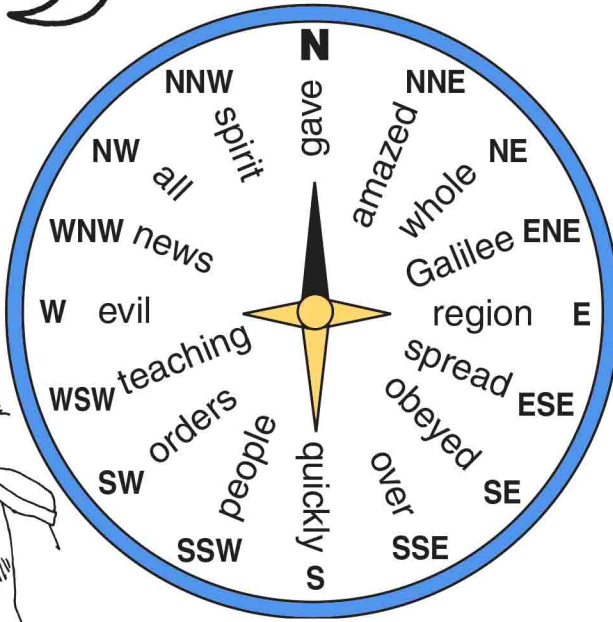 N
gave
NNE
amazed
NE
whole
ENE
Galilee
E
region
ESE
spread
SE
obeyed
SSE
over
S
quickly
SSW
people
SW
orders
WSW
teaching
W
evil
WNW
news
NW
all
NNW
spirit